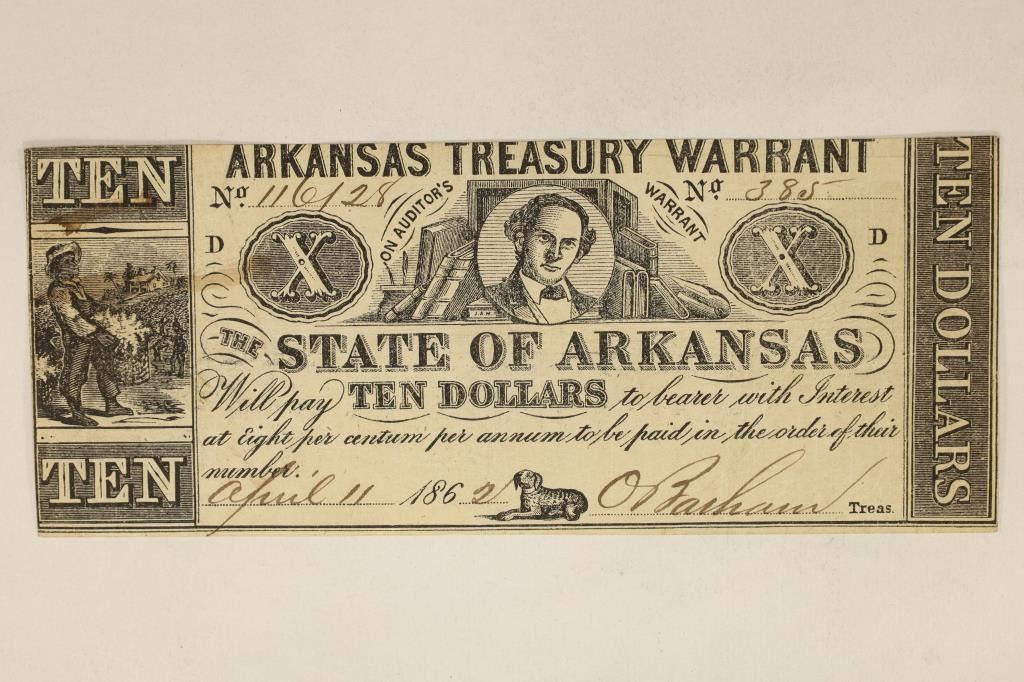 ARKANSAS TREASURY WARRANT
TEN
No. 116128
ON AUDITOR'S
WARRANT
No. 385
D
X
X
D
J.A.H.
THE STATE OF ARKANSAS
Will pay TEN DOLLARS to bearer with Interest
at Eight per centum per annum to be paid in the order of their
number.
TEN
April 11 1862
O Basham Treas.
TEN DOLLARS